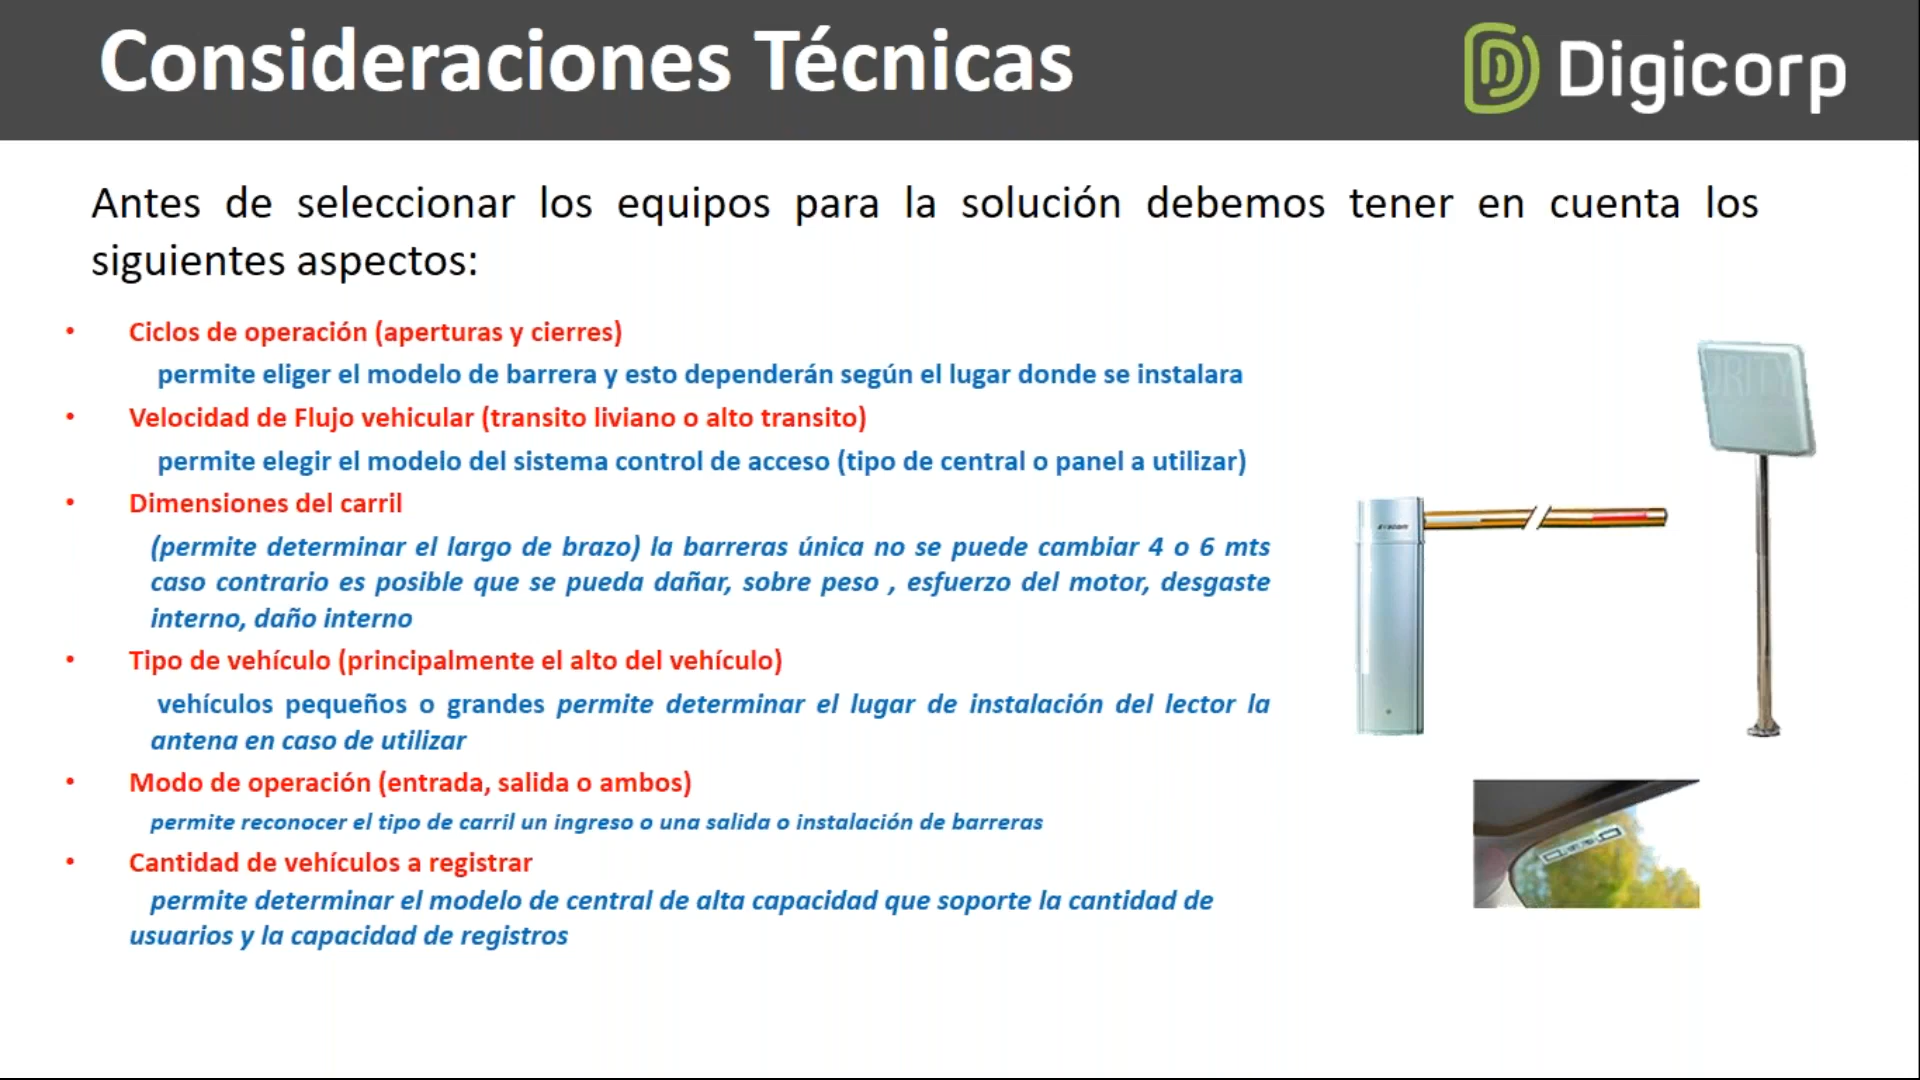 Consideraciones Técnicas
Digicorp
Antes de seleccionar los equipos para la solución debemos tener en cuenta los
siguientes aspectos:
• Ciclos de operación (aperturas y cierres)
permite eliger el modelo de barrera y esto dependerán según el lugar donde se instalara
• Velocidad de Flujo vehicular (transito liviano o alto transito)
permite elegir el modelo del sistema control de acceso (tipo de central o panel a utilizar)
• Dimensiones del carril
(permite determinar el largo de brazo) la barreras única no se puede cambiar 4 o 6 mts
caso contrario es posible que se pueda dañar, sobre peso , esfuerzo del motor, desgaste
interno, daño interno
• Tipo de vehículo (principalmente el alto del vehículo)
vehículos pequeños o grandes permite determinar el lugar de instalación del lector la
antena en caso de utilizar
• Modo de operación (entrada, salida o ambos)
permite reconocer el tipo de carril un ingreso o una salida o instalación de barreras
• Cantidad de vehículos a registrar
permite determinar el modelo de central de alta capacidad que soporte la cantidad de
usuarios y la capacidad de registros